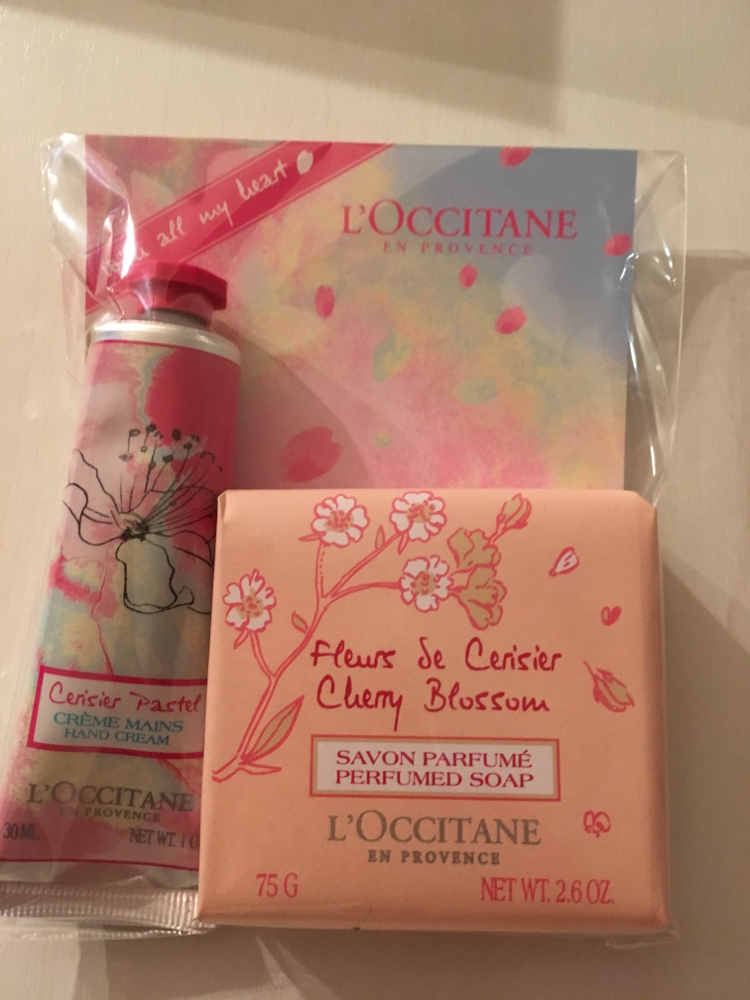 all my heart
L'OCCITANE
EN PROVENCE
Cerisier Pastel
CRÈME MAINS
HAND CREAM
L'OCCITANE
EN PROVENCE
30 ML
NET WT. 1 O
Fleurs de Cerisier
Cherry Blossom
SAVON PARFUMÉ
PERFUMED SOAP
L'OCCITANE
EN PROVENCE
75 G
NET WT. 2.6 OZ.